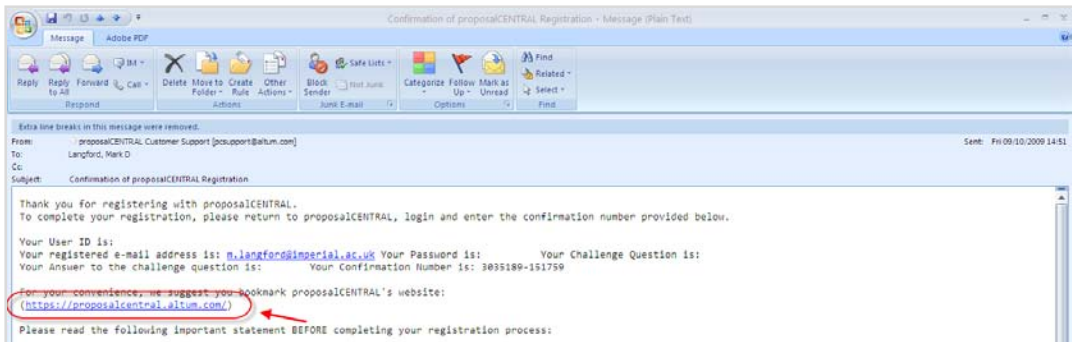 Confirmation of proposalCENTRAL Registration - Message (Plain Text)
Message Adobe PDF
Reply Reply to All Forward IM Call
Delete Move to Folder Create Rule Other Actions
Block Sender Safe Lists Not Junk
Categorize Follow Up Mark as Unread
Find Related Select
Respond Actions Junk E-mail Options Find
Extra line breaks in this message were removed.
From: proposalCENTRAL Customer Support [pcsupport@altum.com] Sent: Fri 09/10/2009 14:51
To: Langford, Mark D
Cc:
Subject: Confirmation of proposalCENTRAL Registration
Thank you for registering with proposalCENTRAL.
To complete your registration, please return to proposalCENTRAL, login and enter the confirmation number provided below.
Your User ID is:
Your registered e-mail address is: m.langford@imperial.ac.uk Your Password is: Your Challenge Question is:
Your Answer to the challenge question is: Your Confirmation Number is: 3035189-151759
For your convenience, we suggest you bookmark proposalCENTRAL's website:
(https://proposalcentral.altum.com/)
Please read the following important statement BEFORE completing your registration process: